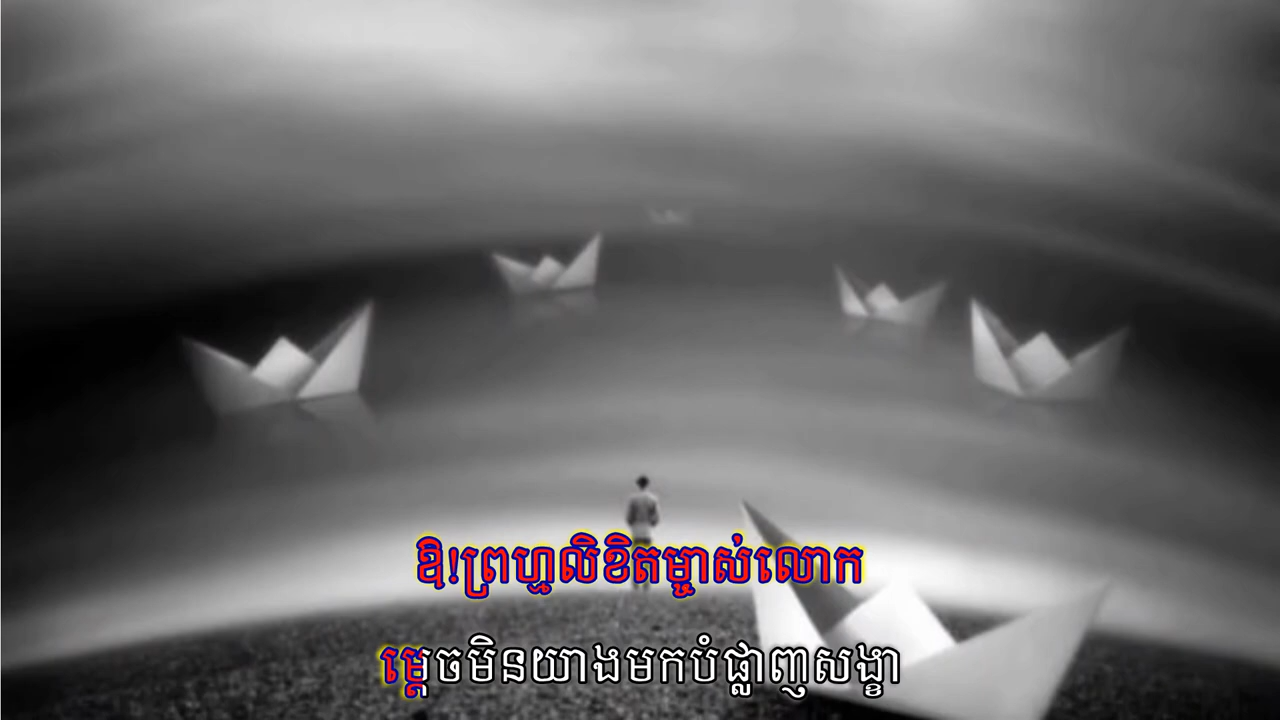 ឱ!ព្រហ្មលិខិតម្ចាស់លោក
ម្ដេចមិនយាងមកបំផ្លាញសង្ខា